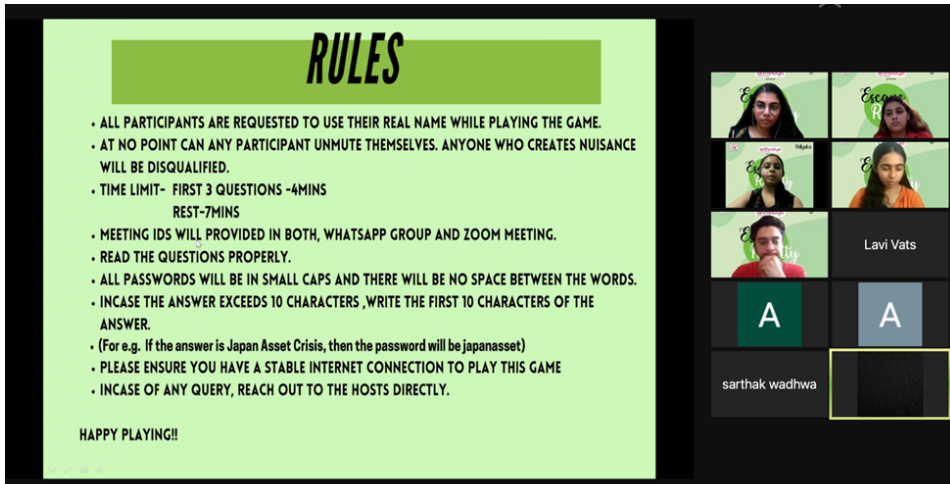 RULES
• ALL PARTICIPANTS ARE REQUESTED TO USE THEIR REAL NAME WHILE PLAYING THE GAME.
• AT NO POINT CAN ANY PARTICIPANT UNMUTE THEMSELVES. ANYONE WHO CREATES NUISANCE
WILL BE DISQUALIFIED.
• TIME LIMIT- FIRST 3 QUESTIONS -4MINS
REST-7MINS
• MEETING IDS WILL PROVIDED IN BOTH, WHATSAPP GROUP AND ZOOM MEETING.
• READ THE QUESTIONS PROPERLY.
• ALL PASSWORDS WILL BE IN SMALL CAPS AND THERE WILL BE NO SPACE BETWEEN THE WORDS.
• INCASE THE ANSWER EXCEEDS 10 CHARACTERS ,WRITE THE FIRST 10 CHARACTERS OF THE
ANSWER.
• (For e.g. If the answer is Japan Asset Crisis, then the password will be japanasset)
• PLEASE ENSURE YOU HAVE A STABLE INTERNET CONNECTION TO PLAY THIS GAME
• INCASE OF ANY QUERY, REACH OUT TO THE HOSTS DIRECTLY.
HAPPY PLAYING!!
Escape
Lavi Vats
A
A
sarthak wadhwa